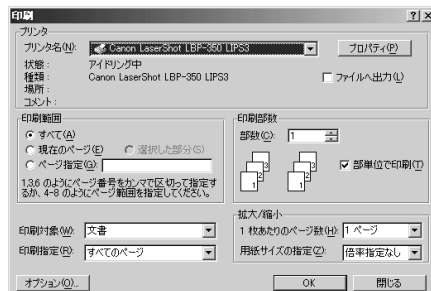 印刷
プリンタ
プリンタ名(N): Canon LaserShot LBP-350 LIPS3 プロパティ(P)
状態: アイドリング中
種類: Canon LaserShot LBP-350 LIPS3 ファイルへ出力(L)
場所:
コメント:
印刷範囲
すべて(A)
現在のページ(E) 選択した部分(S)
ページ指定(G):
1,3,6 のようにページ番号をカンマで区切って指定するか、4-8 のようにページ範囲を指定してください。
印刷部数
部数(C): 1
部単位で印刷(T)
印刷対象(W): 文書
印刷指定(R): すべてのページ
拡大/縮小
1 枚あたりのページ数(H): 1 ページ
用紙サイズの指定(Z): 倍率指定なし
オプション(O)... OK 閉じる